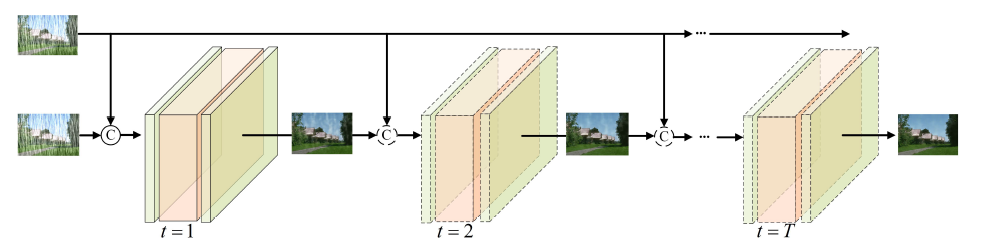 ...
C
C
C
...
t = 1
t = 2
t = T